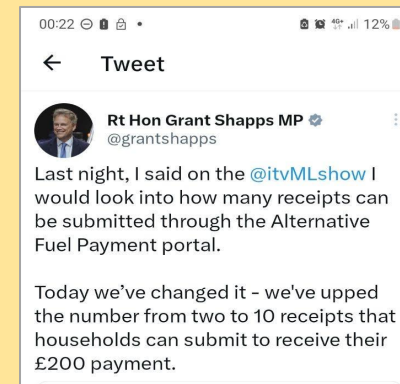 00:22 4G+ 12%
Tweet
Rt Hon Grant Shapps MP
@grantshapps
Last night, I said on the @itvMLshow I
would look into how many receipts can
be submitted through the Alternative
Fuel Payment portal.
Today we've changed it - we've upped
the number from two to 10 receipts that
households can submit to receive their
£200 payment.